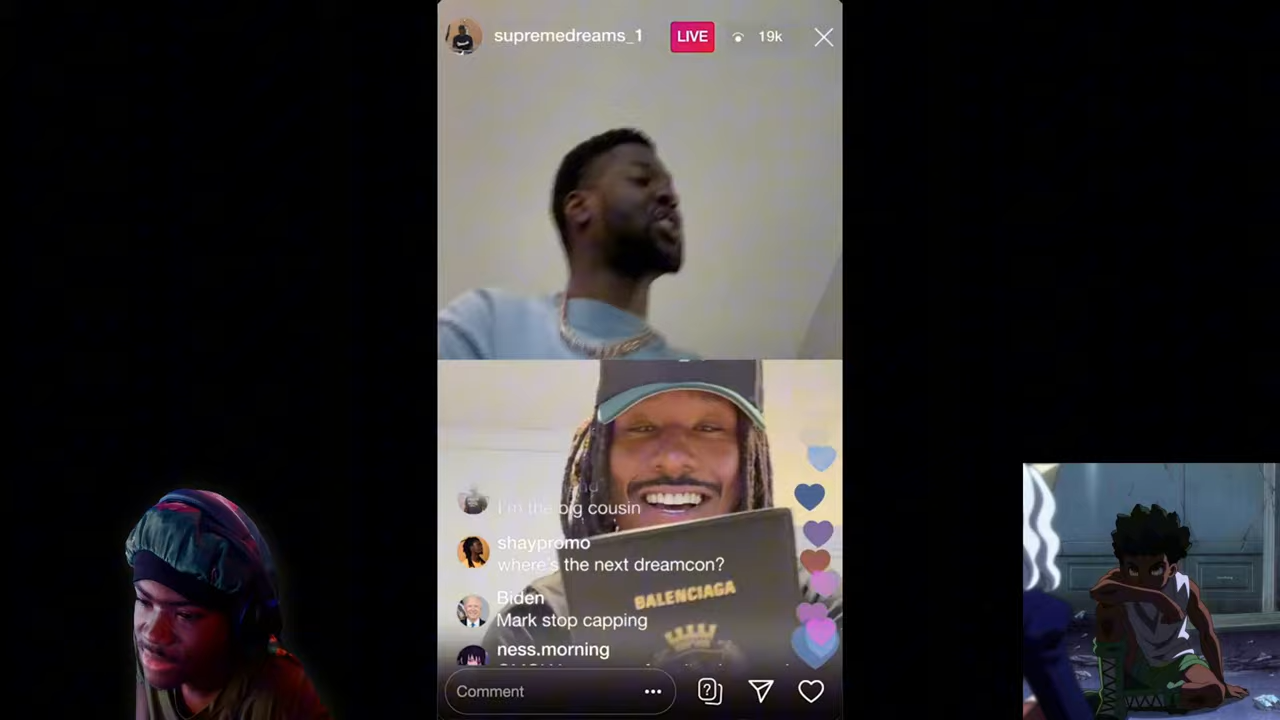 supremedreams_1 LIVE 19k
I'm the big cousin
shaypromo
where's the next dreamcon?
BALENCIAGA
Biden
Mark stop capping
ness.morning
Comment